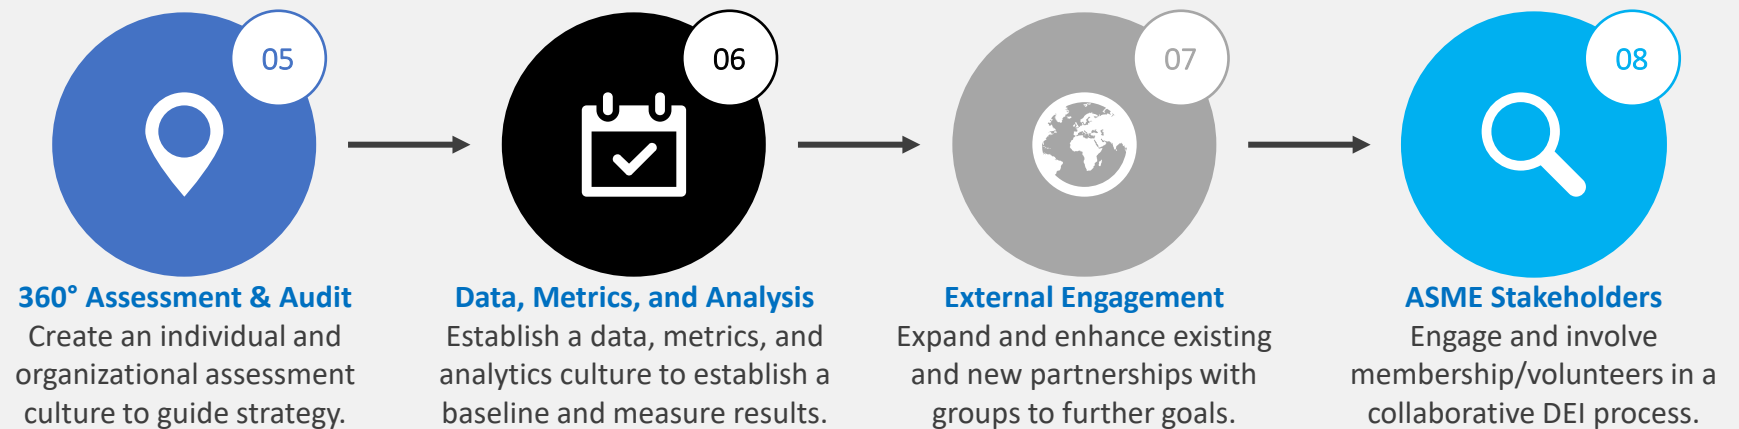 05
360° Assessment & Audit
Create an individual and
organizational assessment
culture to guide strategy.
06
Data, Metrics, and Analysis
Establish a data, metrics, and
analytics culture to establish a
baseline and measure results.
07
External Engagement
Expand and enhance existing
and new partnerships with
groups to further goals.
08
ASME Stakeholders
Engage and involve
membership/volunteers in a
collaborative DEI process.